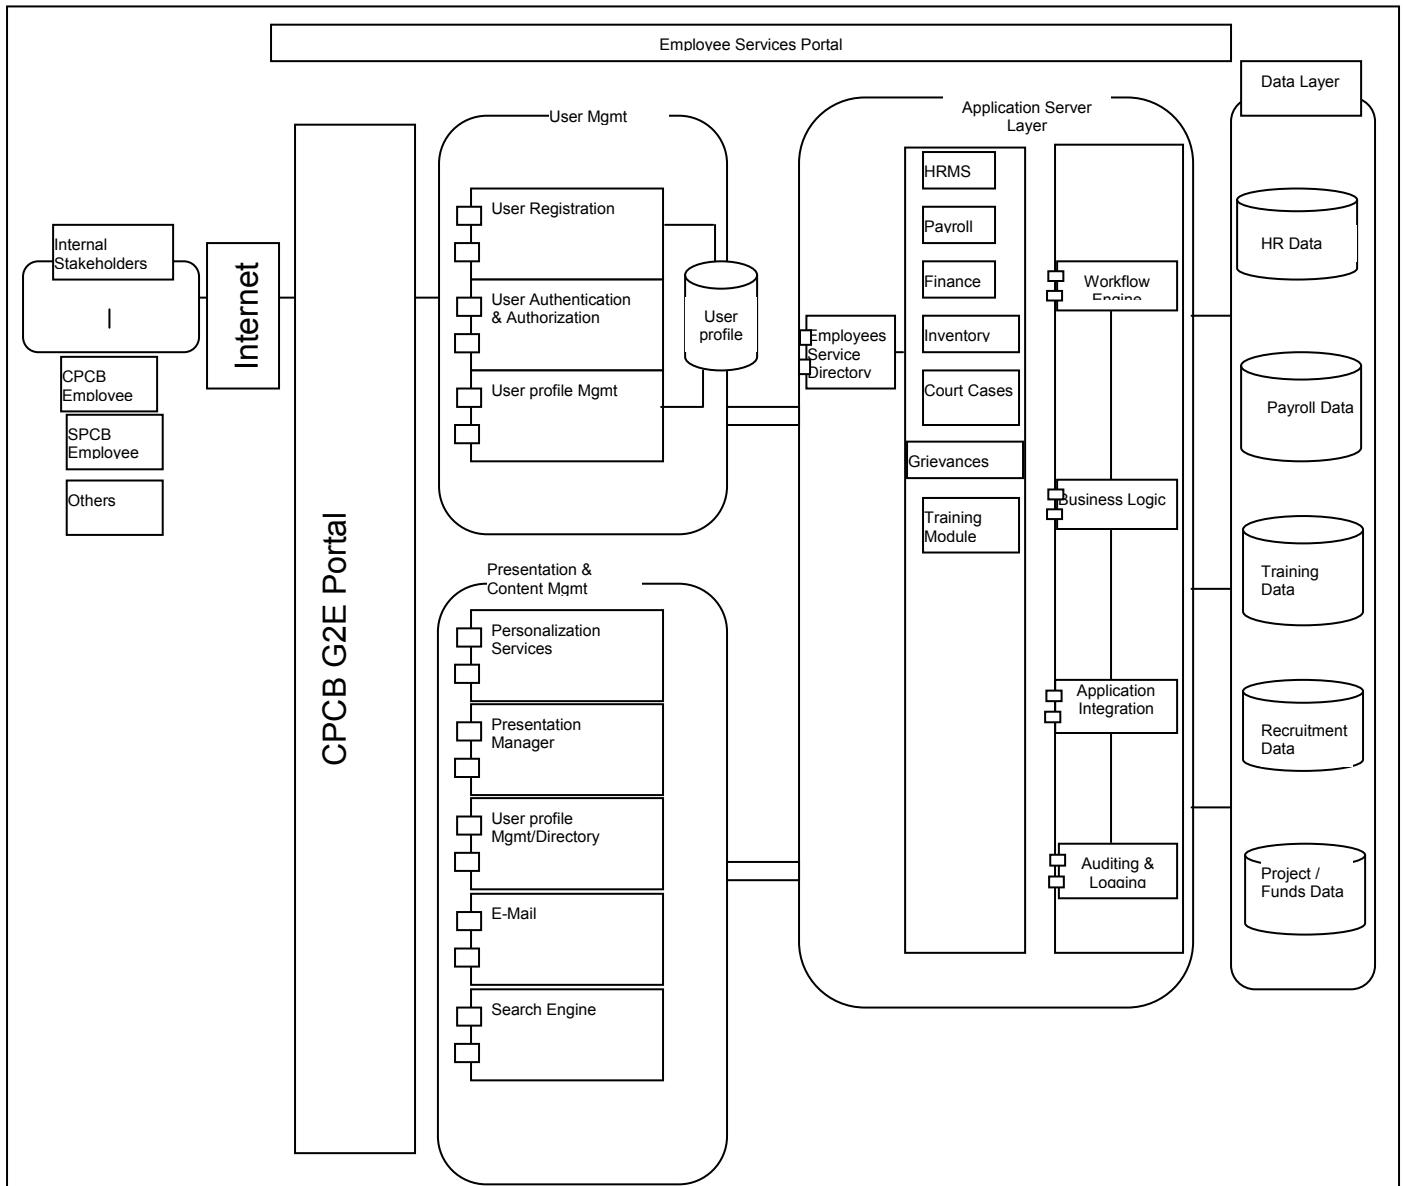 Employee Services Portal
Data Layer
User Mgmt
Application Server
Layer
Internal
Stakeholders
I
CPCB
Employee
SPCB
Employee
Others
Internet
CPCB G2E Portal
User Registration
User Authentication
& Authorization
User profile Mgmt
User
profile
Presentation &
Content Mgmt
Personalization
Services
Presentation
Manager
User profile
Mgmt/Directory
E-Mail
Search Engine
Employees
Service
Directory
HRMS
Payroll
Finance
Inventory
Court Cases
Grievances
Training
Module
Workflow
Engine
Business Logic
Application
Integration
Auditing &
Logging
HR Data
Payroll Data
Training
Data
Recruitment
Data
Project /
Funds Data